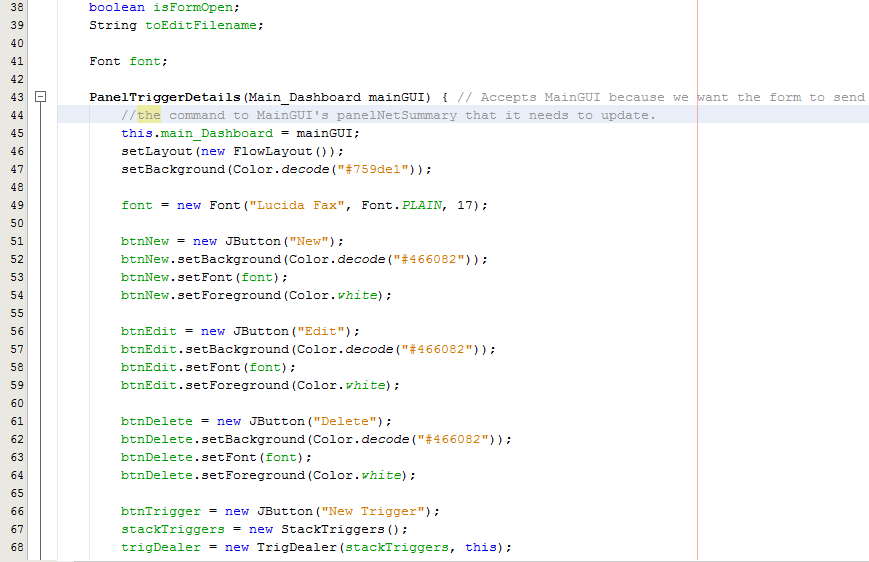 38 boolean isFormOpen;
39 String toEditFilename;
40
41 Font font;
42
43 PanelTriggerDetails(Main_Dashboard mainGUI) { // Accepts MainGUI because we want the form to send
44 //the command to MainGUI's panelNetSummary that it needs to update.
45 this.main_Dashboard = mainGUI;
46 setLayout(new FlowLayout());
47 setBackground(Color.decode("#759de1"));
48
49 font = new Font("Lucida Fax", Font.PLAIN, 17);
50
51 btnNew = new JButton("New");
52 btnNew.setBackground(Color.decode("#466082"));
53 btnNew.setFont(font);
54 btnNew.setForeground(Color.white);
55
56 btnEdit = new JButton("Edit");
57 btnEdit.setBackground(Color.decode("#466082"));
58 btnEdit.setFont(font);
59 btnEdit.setForeground(Color.white);
60
61 btnDelete = new JButton("Delete");
62 btnDelete.setBackground(Color.decode("#466082"));
63 btnDelete.setFont(font);
64 btnDelete.setForeground(Color.white);
65
66 btnTrigger = new JButton("New Trigger");
67 stackTriggers = new StackTriggers();
68 trigDealer = new TrigDealer(stackTriggers, this);